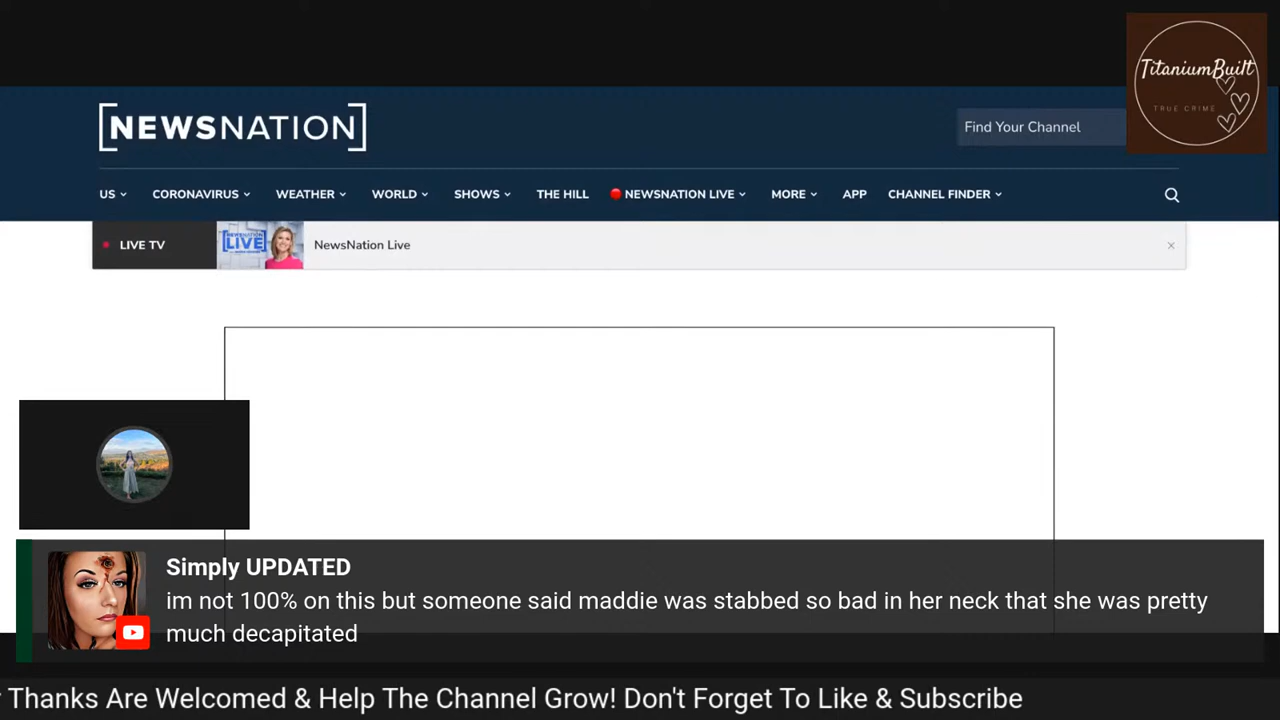 TitaniumBuilt
TRUE CRIME
[NEWSNATION]
Find Your Channel
US CORONAVIRUS WEATHER WORLD SHOWS THE HILL NEWSNATION LIVE MORE APP CHANNEL FINDER
LIVE TV
NEWSNATION
LIVE
NewsNation Live
×
Simply UPDATED
im not 100% on this but someone said maddie was stabbed so bad in her neck that she was pretty
much decapitated
Thanks Are Welcomed & Help The Channel Grow! Don't Forget To Like & Subscribe